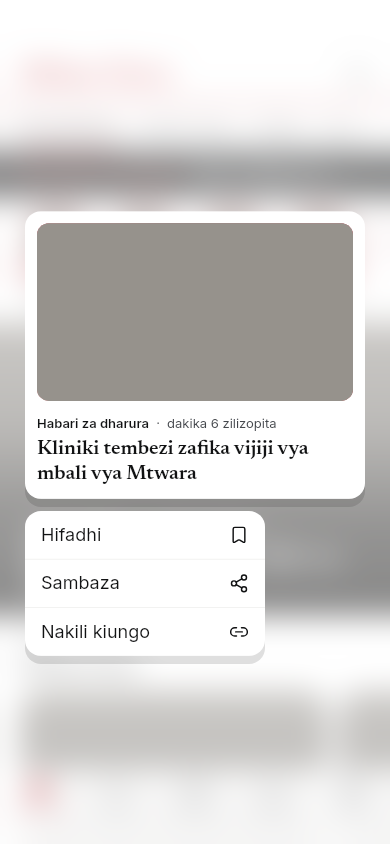 Habari za dharura · dakika 6 zilizopita
Kliniki tembezi zafika vijiji vya
mbali vya Mtwara
Hifadhi
Sambaza
Nakili kiungo